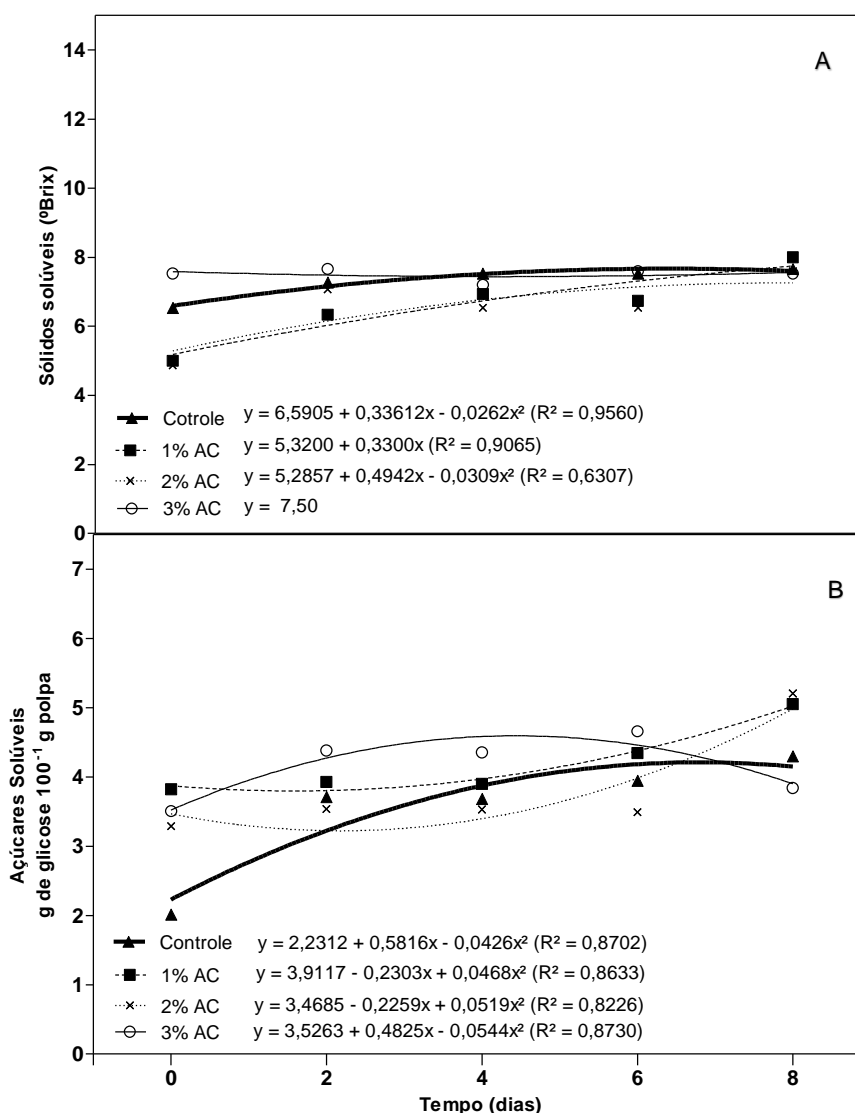 A
14
12
10
8
6
4
2
0
Sólidos solúveis (ºBrix)
Cotrole y = 6,5905 + 0,33612x - 0,0262x² (R² = 0,9560)
1% AC y = 5,3200 + 0,3300x (R² = 0,9065)
2% AC y = 5,2857 + 0,4942x - 0,0309x² (R² = 0,6307)
3% AC y = 7,50
B
7
6
5
4
3
2
1
0
Açúcares Solúveis
g de glicose 100⁻¹ g polpa
Controle y = 2,2312 + 0,5816x - 0,0426x² (R² = 0,8702)
1% AC y = 3,9117 - 0,2303x + 0,0468x² (R² = 0,8633)
2% AC y = 3,4685 - 0,2259x + 0,0519x² (R² = 0,8226)
3% AC y = 3,5263 + 0,4825x - 0,0544x² (R² = 0,8730)
0 2 4 6 8
Tempo (dias)